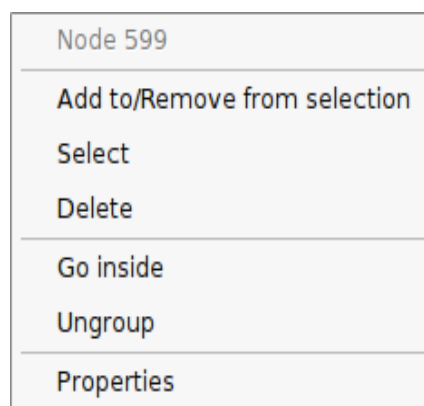 Node 599
Add to/Remove from selection
Select
Delete
Go inside
Ungroup
Properties